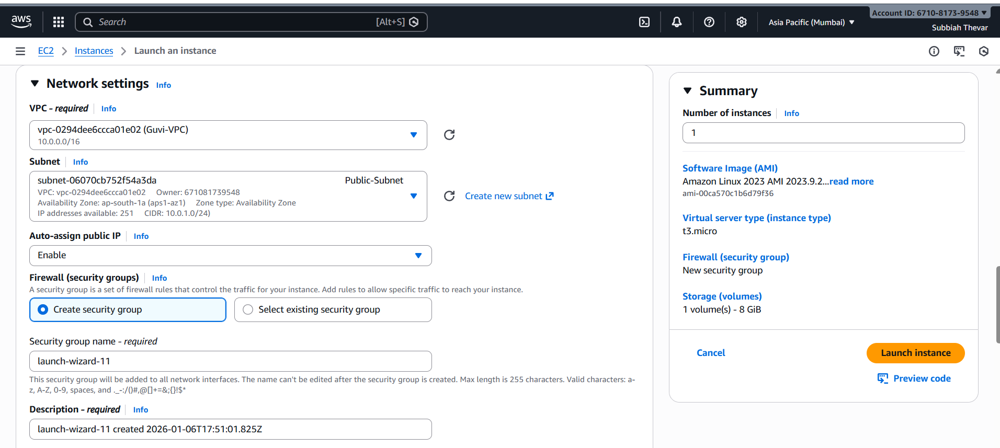 aws
Search [Alt+S]
Asia Pacific (Mumbai)
Account ID: 6710-8173-9548
Subbiah Thevar
EC2 > Instances > Launch an instance
Network settings Info
VPC - required Info
vpc-0294dee6ccca01e02 (Guvi-VPC)
10.0.0.0/16
Subnet Info
subnet-06070cb752f54a3da Public-Subnet
VPC: vpc-0294dee6ccca01e02 Owner: 671081739548
Availability Zone: ap-south-1a (aps1-az1) Zone type: Availability Zone
IP addresses available: 251 CIDR: 10.0.1.0/24)
Create new subnet
Auto-assign public IP Info
Enable
Firewall (security groups) Info
A security group is a set of firewall rules that control the traffic for your instance. Add rules to allow specific traffic to reach your instance.
Create security group
Select existing security group
Security group name - required
launch-wizard-11
This security group will be added to all network interfaces. The name can't be edited after the security group is created. Max length is 255 characters. Valid characters: a-
z, A-Z, 0-9, spaces, and ._-:/()#,@[]+=&;{}!$*
Description - required Info
launch-wizard-11 created 2026-01-06T17:51:01.825Z
Summary
Number of instances Info
1
Software Image (AMI)
Amazon Linux 2023 AMI 2023.9.2...read more
ami-00ca570c1b6d79f36
Virtual server type (instance type)
t3.micro
Firewall (security group)
New security group
Storage (volumes)
1 volume(s) - 8 GiB
Cancel
Launch instance
Preview code